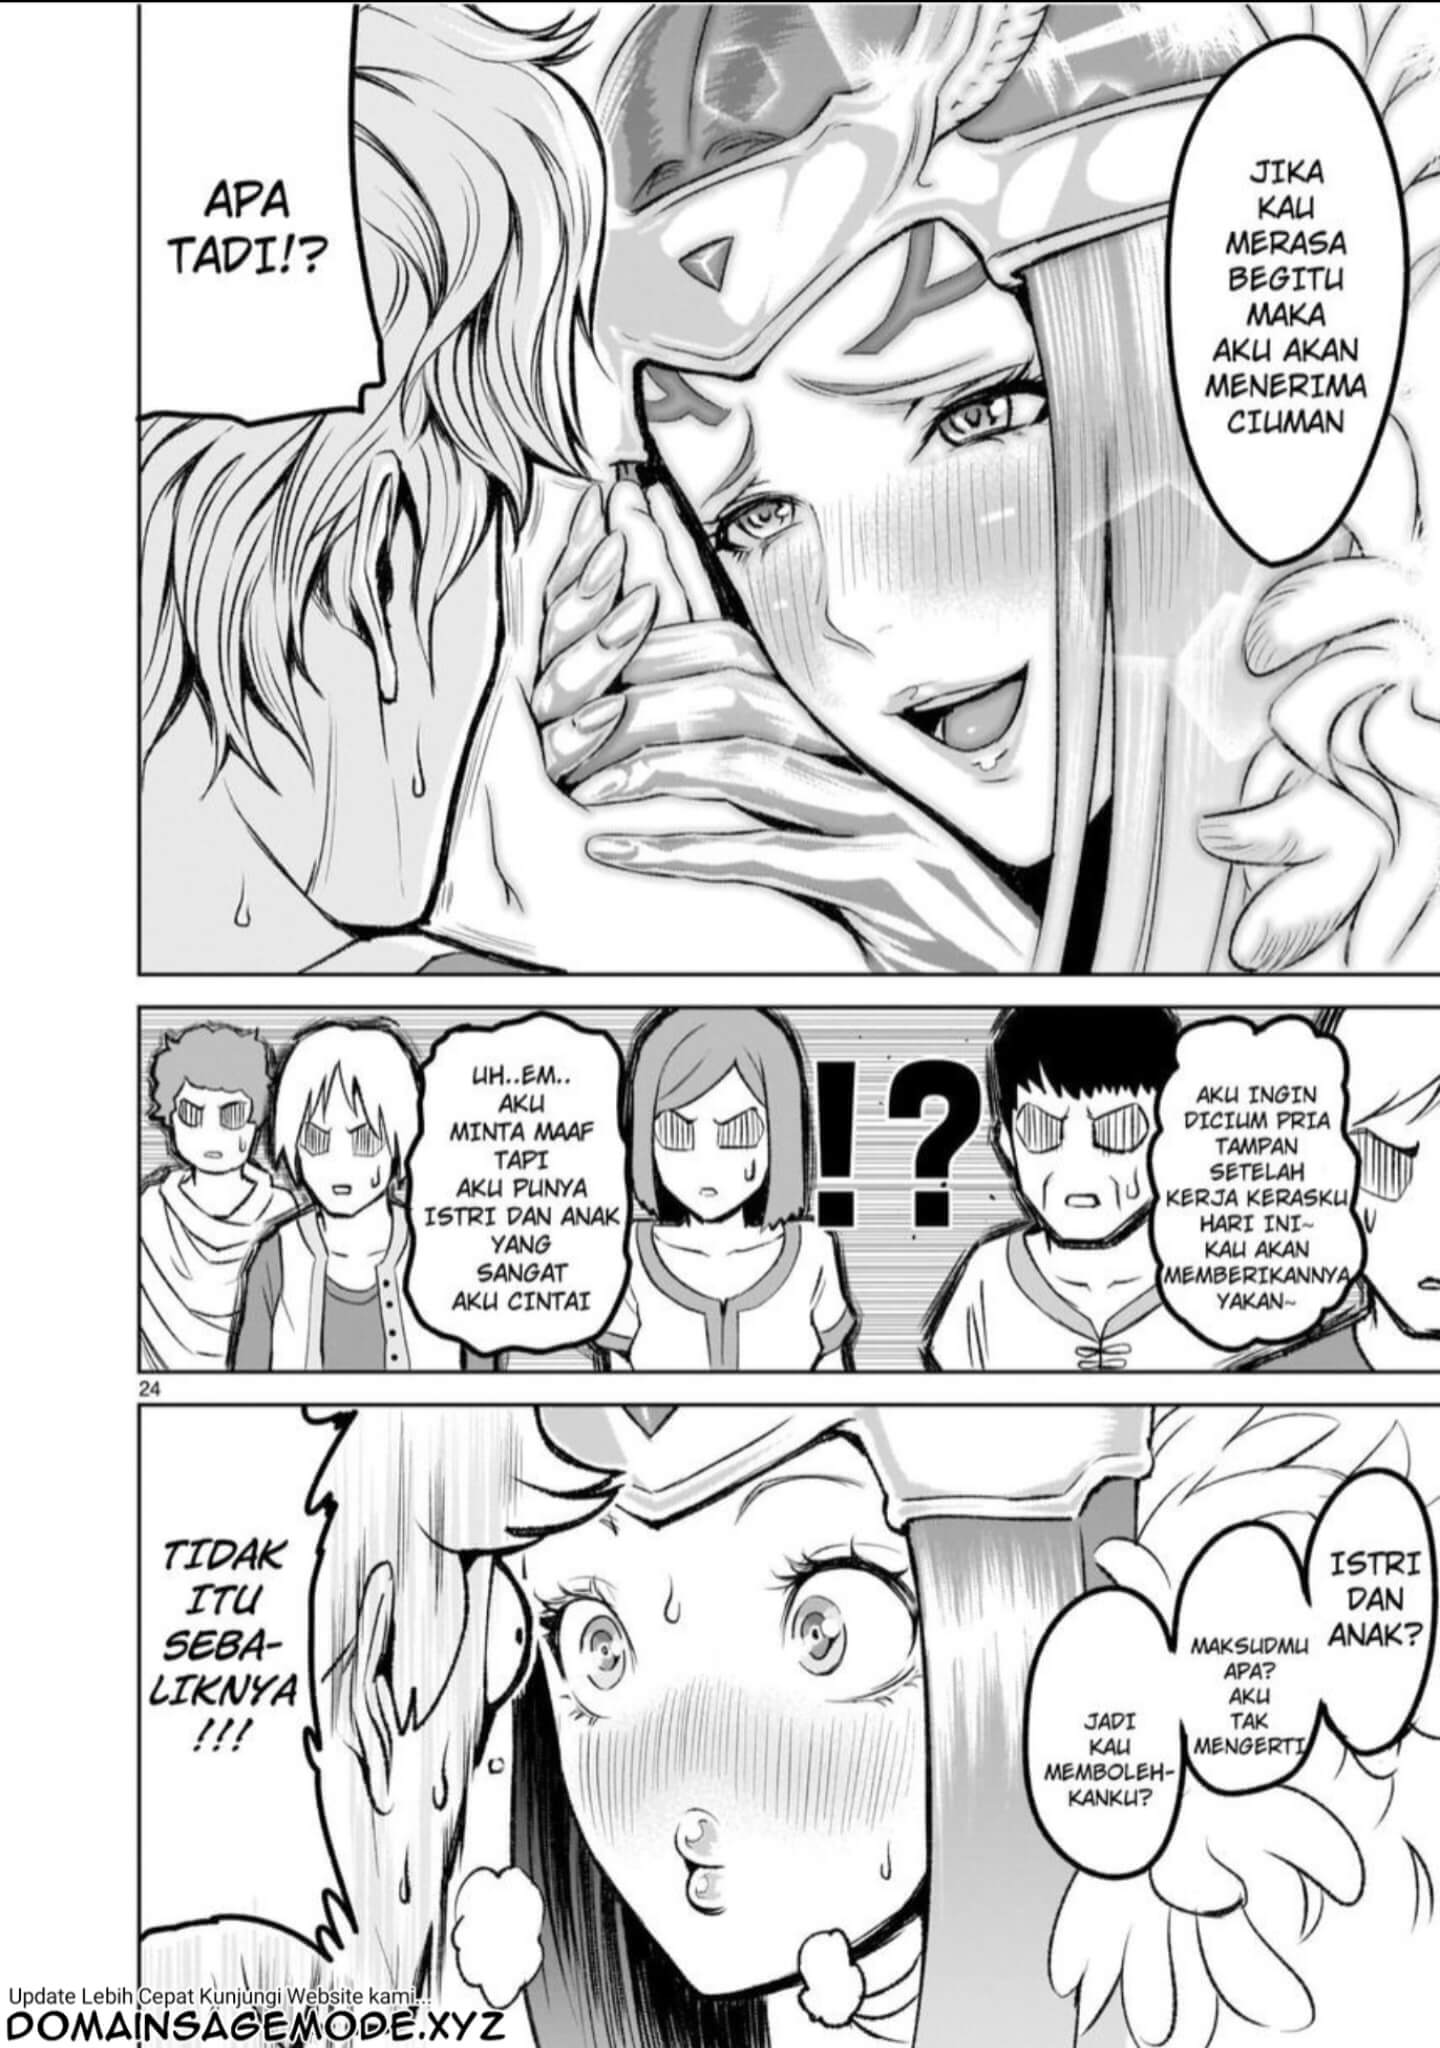 JIKA
KAU
MERASA
BEGITU
MAKA
AKU AKAN
MENERIMA
CIUMAN
APA
TADI!?
AKU INGIN
DICIUM PRIA
TAMPAN
SETELAH
KERJA KERASKU
HARI INI~
KAU AKAN
MEMBERIKANNYA
YAKAN~
!?
UH..EM..
AKU
MINTA MAAF
TAPI
AKU PUNYA
ISTRI DAN ANAK
YANG
SANGAT
AKU CINTAI
24
ISTRI
DAN
ANAK?
MAKSUDMU
APA?
AKU
TAK
MENGERTI
JADI
KAU
MEMBOLEH-
KANKU?
TIDAK
ITU
SEBA-
LIKNYA
!!!
Update Lebih Cepat Kunjungi Website kami...
DOMAINSAGEMODE.XYZ